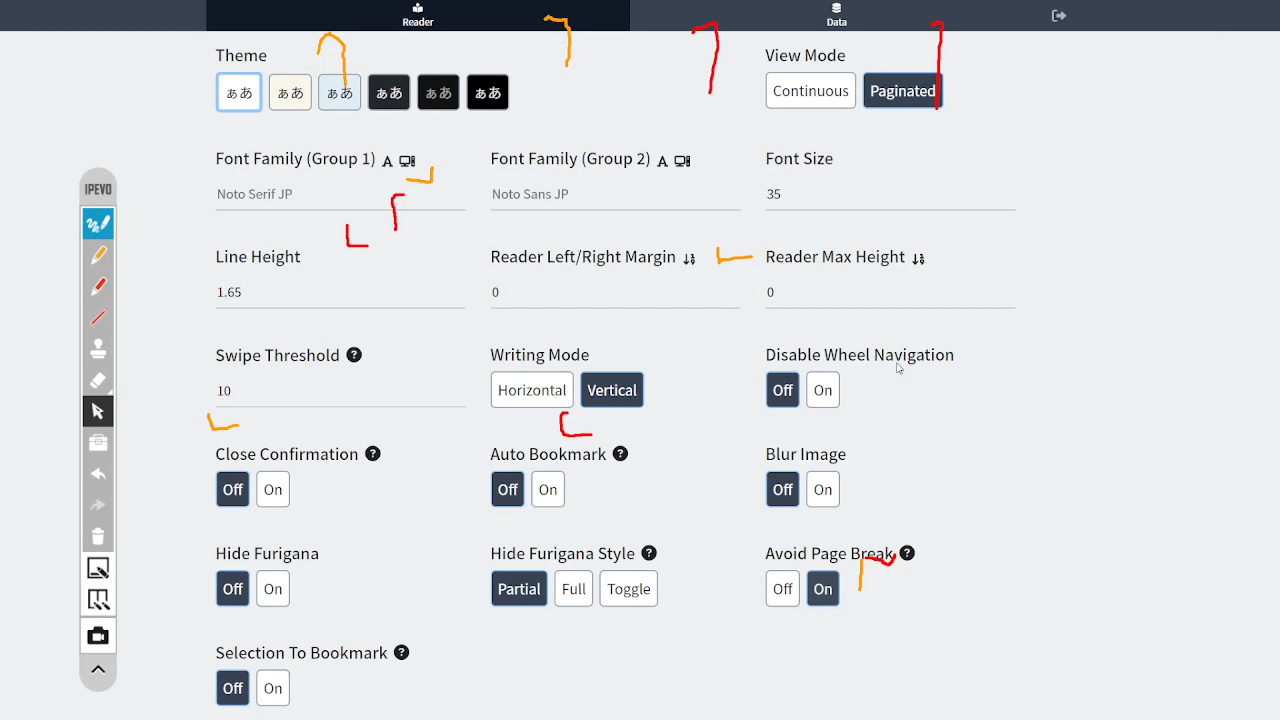 Reader
Data
Theme
View Mode
ぁあ ぁあ ぁあ ぁあ ぁあ ぁあ
Continuous Paginated
Font Family (Group 1) A
Font Family (Group 2) A
Font Size
Noto Serif JP
Noto Sans JP
35
Line Height
Reader Left/Right Margin
Reader Max Height
1.65
0
0
Swipe Threshold ?
Writing Mode
Disable Wheel Navigation
10
Horizontal Vertical
Off On
Close Confirmation ?
Auto Bookmark ?
Blur Image
Off On
Off On
Off On
Hide Furigana
Hide Furigana Style ?
Avoid Page Break ?
Off On
Partial Full Toggle
Off On
Selection To Bookmark ?
Off On
IPEVO